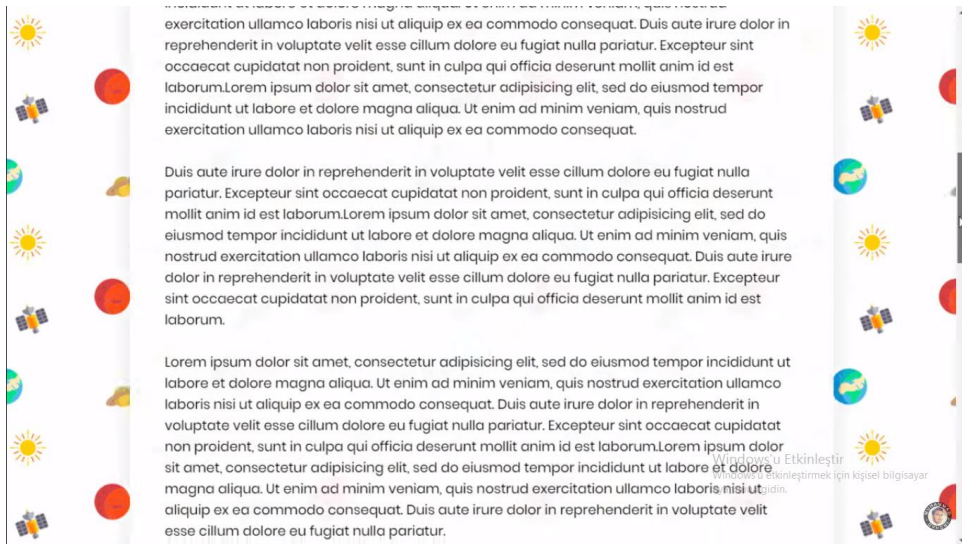 exercitation ullamco laboris nisi ut aliquip ex ea commodo consequat. Duis aute irure dolor in
reprehenderit in voluptate velit esse cillum dolore eu fugiat nulla pariatur. Excepteur sint
occaecat cupidatat non proident, sunt in culpa qui officia deserunt mollit anim id est
laborum.Lorem ipsum dolor sit amet, consectetur adipisicing elit, sed do eiusmod tempor
incididunt ut labore et dolore magna aliqua. Ut enim ad minim veniam, quis nostrud
exercitation ullamco laboris nisi ut aliquip ex ea commodo consequat.
Duis aute irure dolor in reprehenderit in voluptate velit esse cillum dolore eu fugiat nulla
pariatur. Excepteur sint occaecat cupidatat non proident, sunt in culpa qui officia deserunt
mollit anim id est laborum.Lorem ipsum dolor sit amet, consectetur adipisicing elit, sed do
eiusmod tempor incididunt ut labore et dolore magna aliqua. Ut enim ad minim veniam, quis
nostrud exercitation ullamco laboris nisi ut aliquip ex ea commodo consequat. Duis aute irure
dolor in reprehenderit in voluptate velit esse cillum dolore eu fugiat nulla pariatur. Excepteur
sint occaecat cupidatat non proident, sunt in culpa qui officia deserunt mollit anim id est
laborum.
Lorem ipsum dolor sit amet, consectetur adipisicing elit, sed do eiusmod tempor incididunt ut
labore et dolore magna aliqua. Ut enim ad minim veniam, quis nostrud exercitation ullamco
laboris nisi ut aliquip ex ea commodo consequat. Duis aute irure dolor in reprehenderit in
voluptate velit esse cillum dolore eu fugiat nulla pariatur. Excepteur sint occaecat cupidatat
non proident, sunt in culpa qui officia deserunt mollit anim id est laborum.Lorem ipsum dolor
sit amet, consectetur adipisicing elit, sed do eiusmod tempor incididunt ut labore et dolore
magna aliqua. Ut enim ad minim veniam, quis nostrud exercitation ullamco laboris nisi ut
aliquip ex ea commodo consequat. Duis aute irure dolor in reprehenderit in voluptate velit
esse cillum dolore eu fugiat nulla pariatur.
Windows'u Etkinleştir
Windows'u etkinleştirmek için kişisel bilgisayar
gidin.